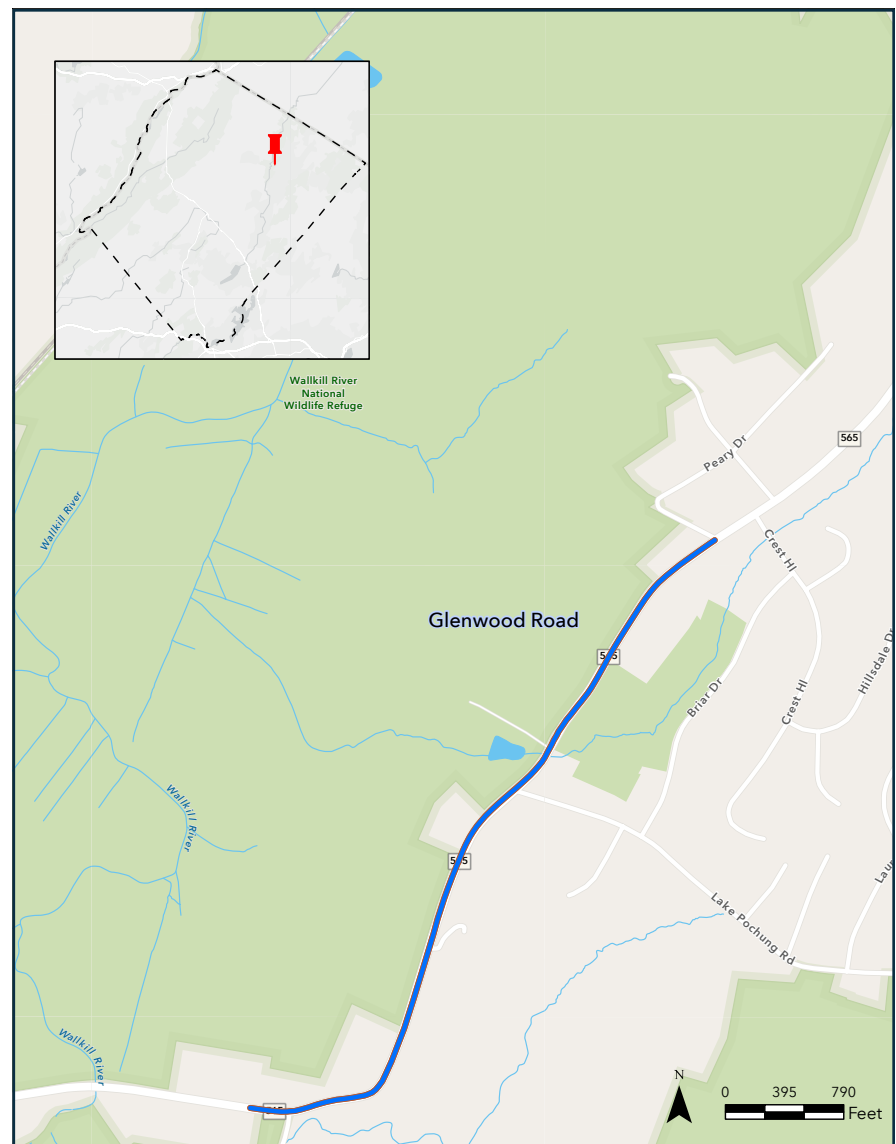 Wallkill River
National
Wildlife Refuge
565
Peary Dr
Wallkill River
Crest Hl
Glenwood Road
Hillsdale Dr
Briar Dr
Crest Hl
Wallkill River
Lake Pochung Rd
Wallkill River
N
0 395 790
Feet